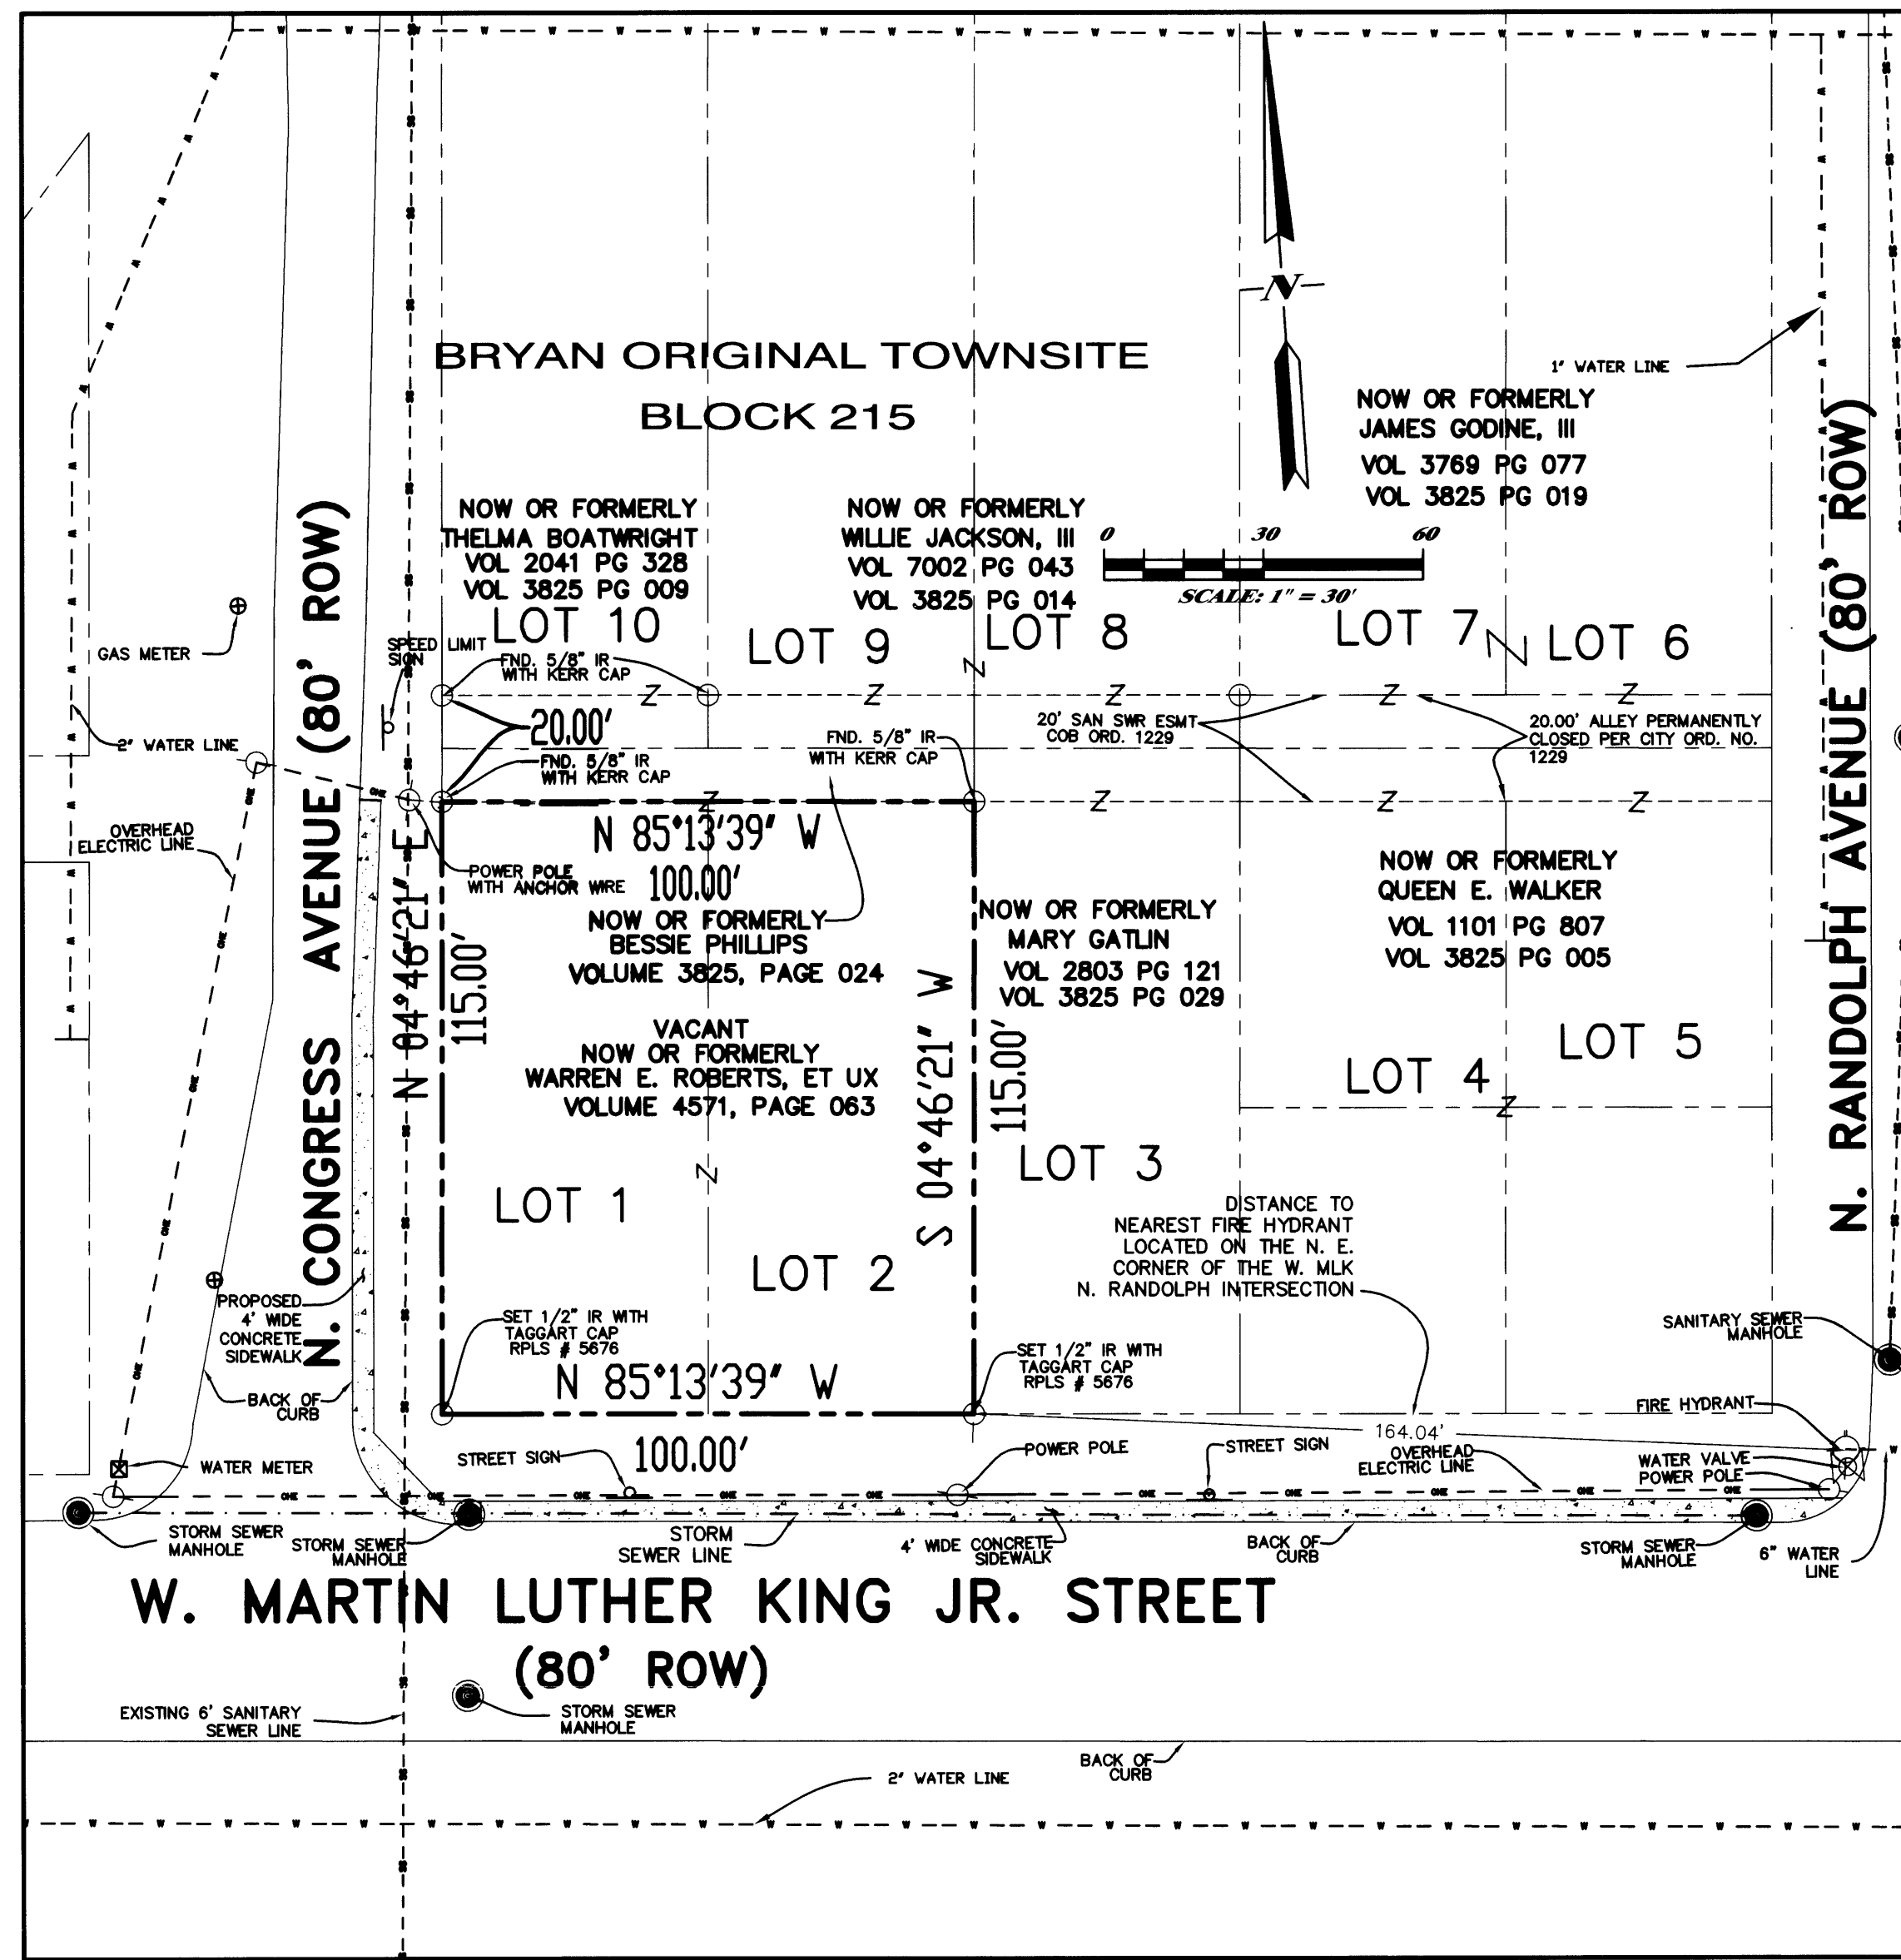 BRYAN ORIGINAL TOWNSITE
BLOCK 215
N
1" WATER LINE
NOW OR FORMERLY
JAMES GODINE, III
VOL 3769 PG 077
VOL 3825 PG 019
NOW OR FORMERLY
THELMA BOATWRIGHT
VOL 2041 PG 328
VOL 3825 PG 009
NOW OR FORMERLY
WILLIE JACKSON, III
VOL 7002 PG 043
VOL 3825 PG 014
0 30 60
SCALE: 1" = 30'
LOT 10
LOT 9
LOT 8
LOT 7
LOT 6
GAS METER
SPEED LIMIT
SIGN
FND. 5/8" IR
WITH KERR CAP
20.00'
FND. 5/8" IR
WITH KERR CAP
FND. 5/8" IR
WITH KERR CAP
20' SAN SWR ESMT
COB ORD. 1229
20.00' ALLEY PERMANENTLY
CLOSED PER CITY ORD. NO.
1229
2" WATER LINE
OVERHEAD
ELECTRIC LINE
N. CONGRESS AVENUE (80' ROW)
N. RANDOLPH AVENUE (80' ROW)
N 85°13'39" W
100.00'
POWER POLE
WITH ANCHOR WIRE
N 04°46'21" E
115.00'
NOW OR FORMERLY
BESSIE PHILLIPS
VOLUME 3825, PAGE 024
VACANT
NOW OR FORMERLY
WARREN E. ROBERTS, ET UX
VOLUME 4571, PAGE 063
S 04°46'21" W
115.00'
NOW OR FORMERLY
MARY GATLIN
VOL 2803 PG 121
VOL 3825 PG 029
NOW OR FORMERLY
QUEEN E. WALKER
VOL 1101 PG 807
VOL 3825 PG 005
LOT 5
LOT 4
LOT 3
LOT 1
LOT 2
DISTANCE TO
NEAREST FIRE HYDRANT
LOCATED ON THE N. E.
CORNER OF THE W. MLK
N. RANDOLPH INTERSECTION
PROPOSED
4' WIDE
CONCRETE
SIDEWALK
BACK OF
CURB
SET 1/2" IR WITH
TAGGART CAP
RPLS # 5676
SET 1/2" IR WITH
TAGGART CAP
RPLS # 5676
N 85°13'39" W
100.00'
SANITARY SEWER
MANHOLE
FIRE HYDRANT
164.04'
WATER METER
STREET SIGN
POWER POLE
STREET SIGN
OVERHEAD
ELECTRIC LINE
WATER VALVE
POWER POLE
STORM SEWER
MANHOLE
STORM SEWER
MANHOLE
STORM
SEWER LINE
4' WIDE CONCRETE
SIDEWALK
BACK OF
CURB
STORM SEWER
MANHOLE
6" WATER
LINE
W. MARTIN LUTHER KING JR. STREET
(80' ROW)
EXISTING 6' SANITARY
SEWER LINE
STORM SEWER
MANHOLE
BACK OF
CURB
2" WATER LINE